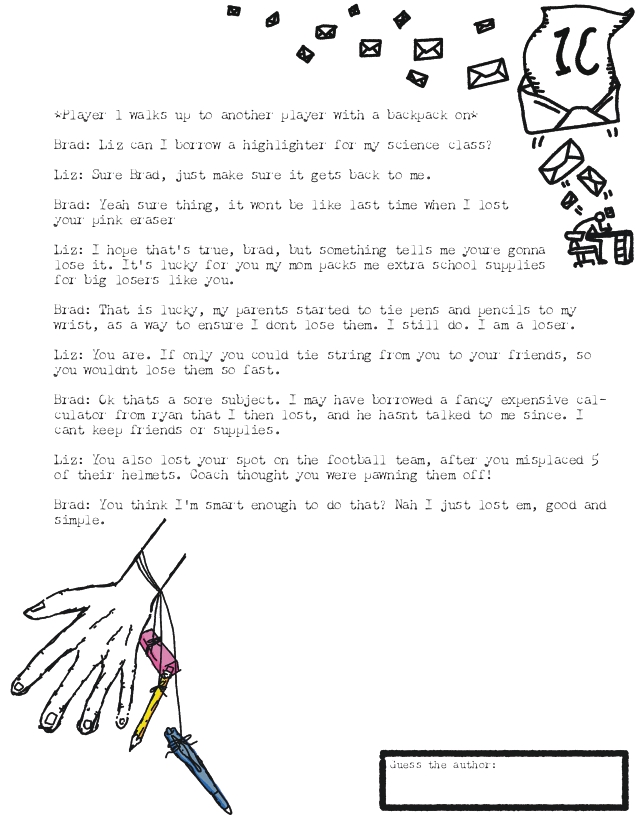 IC
*Player 1 walks up to another player with a backpack on*
Brad: Liz can I borrow a highlighter for my science class?
Liz: Sure Brad, just make sure it gets back to me.
Brad: Yeah sure thing, it wont be like last time when I lost
your pink eraser
Liz: I hope that's true, brad, but something tells me youre gonna
lose it. It's lucky for you my mom packs me extra school supplies
for big losers like you.
Brad: That is lucky, my parents started to tie pens and pencils to my
wrist, as a way to ensure I dont lose them. I still do. I am a loser.
Liz: You are. If only you could tie string from you to your friends, so
you wouldnt lose them so fast.
Brad: Ok thats a sore subject. I may have borrowed a fancy expensive cal-
culator from ryan that I then lost, and he hasnt talked to me since. I
cant keep friends or supplies.
Liz: You also lost your spot on the football team, after you misplaced 5
of their helmets. Coach thought you were pawning them off!
Brad: You think I'm smart enough to do that? Nah I just lost em, good and
simple.
Guess the author: